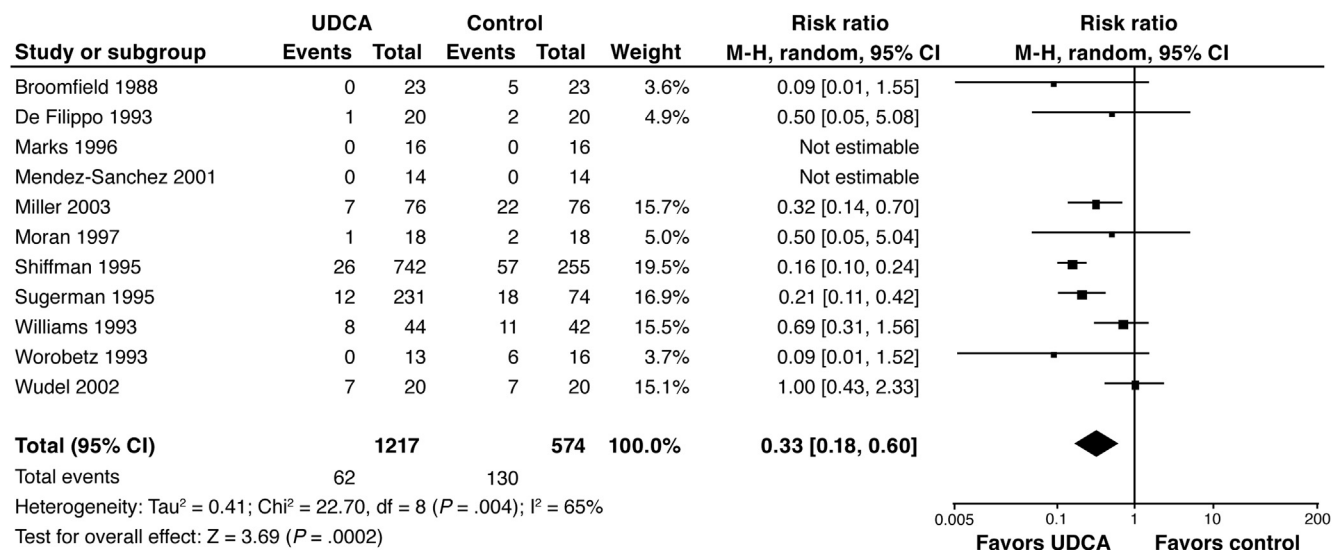 UDCA Control Risk ratio Risk ratio
Study or subgroup Events Total Events Total Weight M-H, random, 95% CI M-H, random, 95% CI
Broomfield 1988 0 23 5 23 3.6% 0.09 [0.01, 1.55]
De Filippo 1993 1 20 2 20 4.9% 0.50 [0.05, 5.08]
Marks 1996 0 16 0 16 Not estimable
Mendez-Sanchez 2001 0 14 0 14 Not estimable
Miller 2003 7 76 22 76 15.7% 0.32 [0.14, 0.70]
Moran 1997 1 18 2 18 5.0% 0.50 [0.05, 5.04]
Shiffman 1995 26 742 57 255 19.5% 0.16 [0.10, 0.24]
Sugerman 1995 12 231 18 74 16.9% 0.21 [0.11, 0.42]
Williams 1993 8 44 11 42 15.5% 0.69 [0.31, 1.56]
Worobetz 1993 0 13 6 16 3.7% 0.09 [0.01, 1.52]
Wudel 2002 7 20 7 20 15.1% 1.00 [0.43, 2.33]
Total (95% CI) 1217 574 100.0% 0.33 [0.18, 0.60]
Total events 62 130
Heterogeneity: Tau² = 0.41; Chi² = 22.70, df = 8 (P = .004); I² = 65%
Test for overall effect: Z = 3.69 (P = .0002)
0.005 0.1 1 10 200
Favors UDCA Favors control